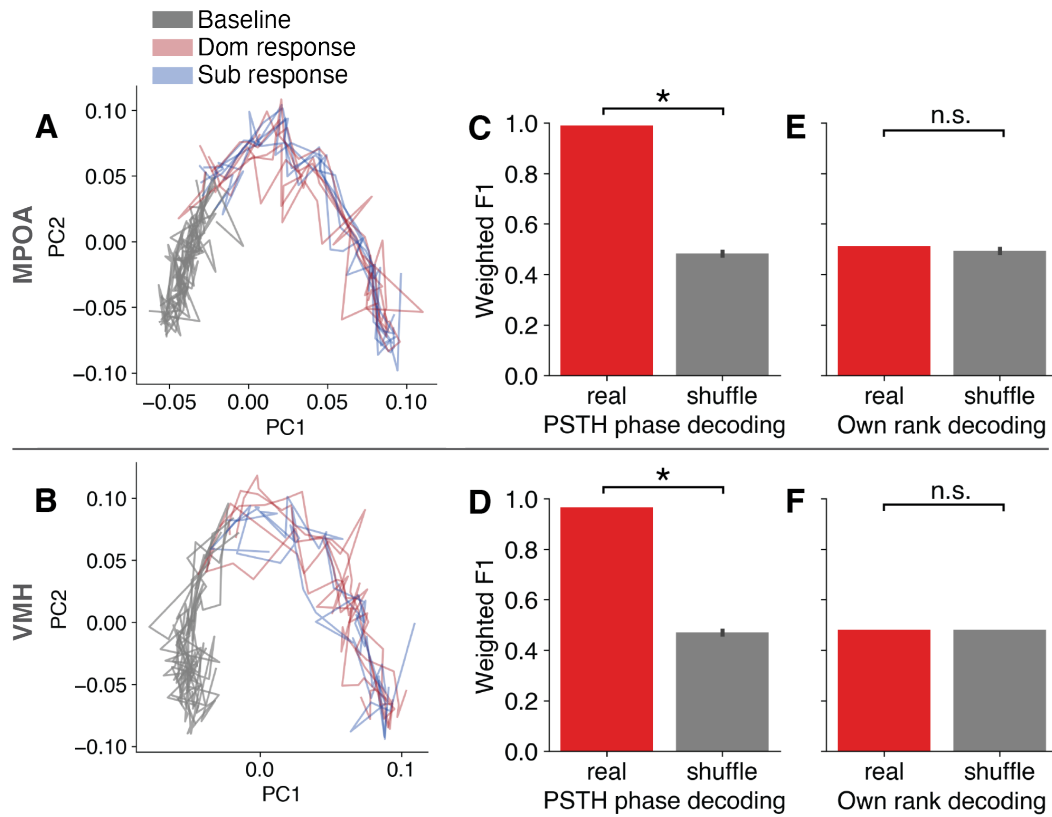 Baseline
Dom response
Sub response
A
MPOA
PC2
0.10
0.05
0.00
−0.05
−0.10
−0.05
0.00
0.05
0.10
PC1
C
Weighted F1
1.0
0.8
0.6
0.4
0.2
0.0
*
real
shuffle
PSTH phase decoding
E
n.s.
real
shuffle
Own rank decoding
B
VMH
PC2
0.10
0.05
0.00
−0.05
−0.10
0.0
0.1
PC1
D
Weighted F1
1.0
0.8
0.6
0.4
0.2
0.0
*
real
shuffle
PSTH phase decoding
F
n.s.
real
shuffle
Own rank decoding